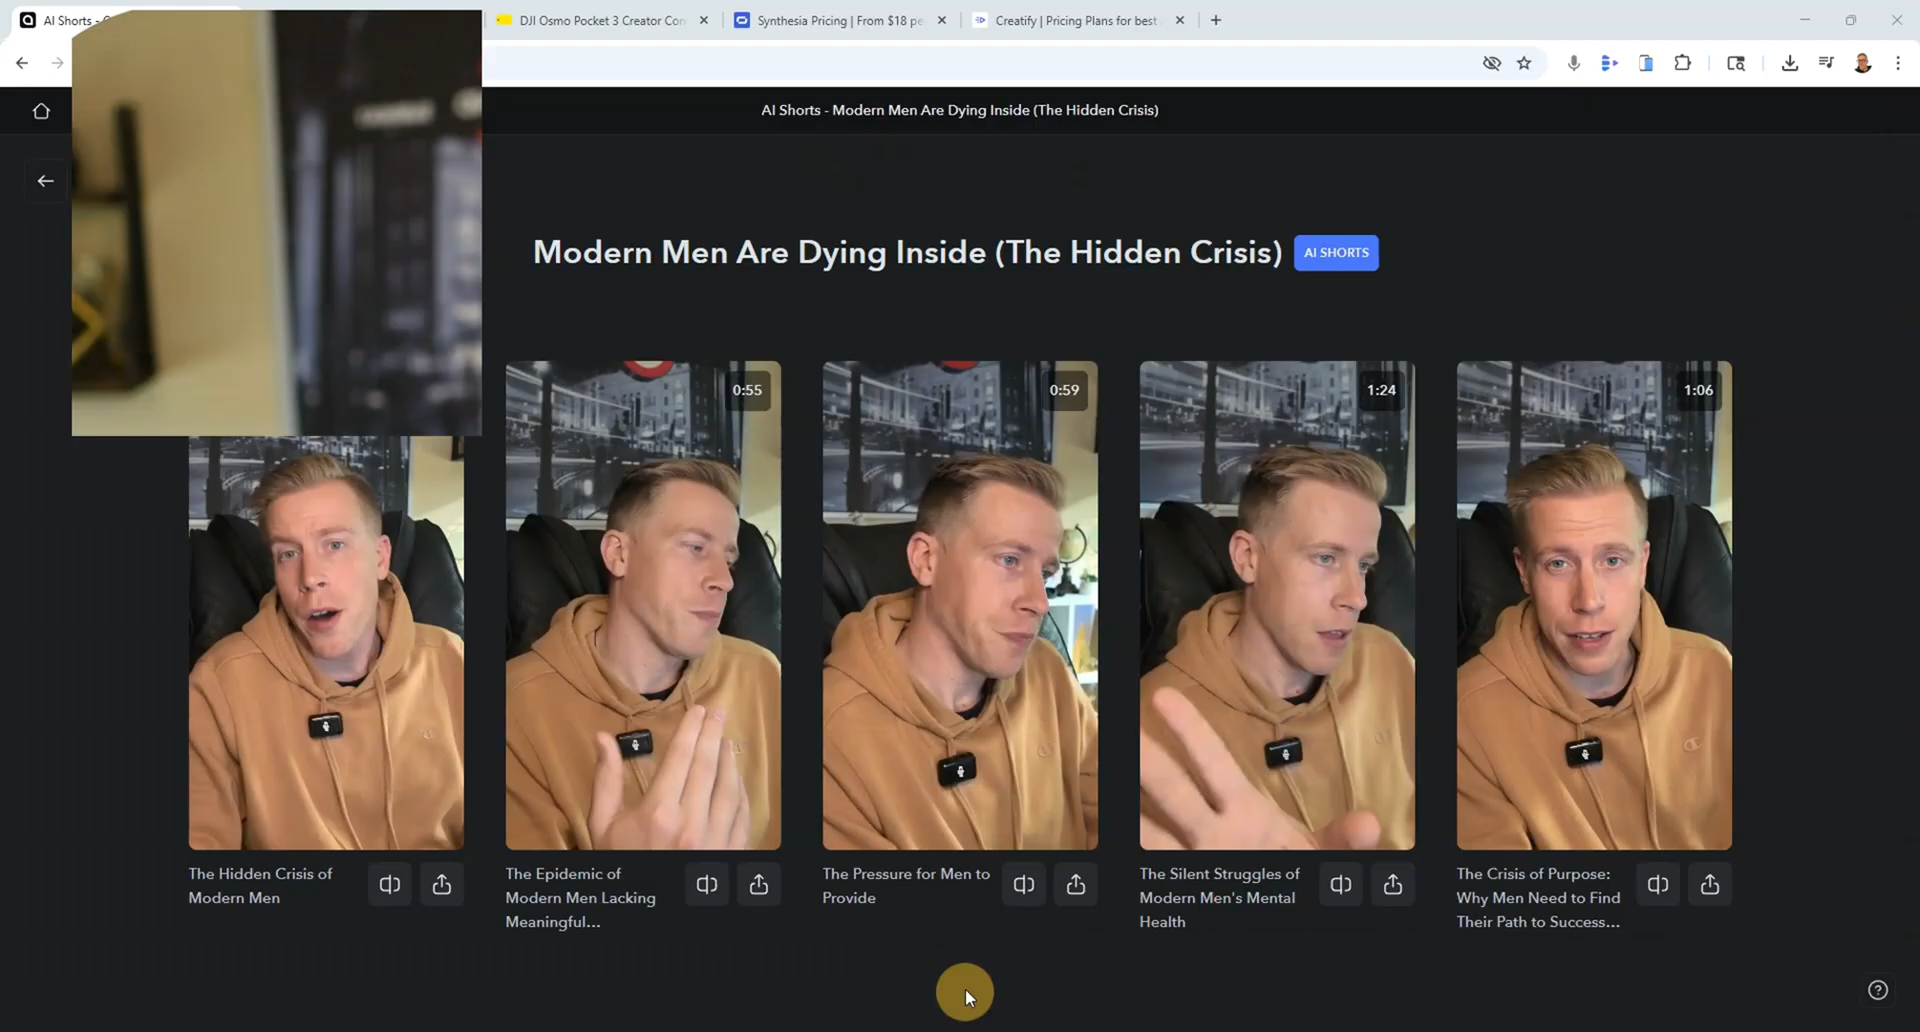 AI Shorts -
DJI Osmo Pocket 3 Creator Con
Synthesia Pricing | From $18 pe
Creatify | Pricing Plans for best
AI Shorts - Modern Men Are Dying Inside (The Hidden Crisis)
Modern Men Are Dying Inside (The Hidden Crisis)
AI SHORTS
0:55
0:59
1:24
1:06
The Hidden Crisis of
Modern Men
The Epidemic of
Modern Men Lacking
Meaningful...
The Pressure for Men to
Provide
The Silent Struggles of
Modern Men's Mental
Health
The Crisis of Purpose:
Why Men Need to Find
Their Path to Success...